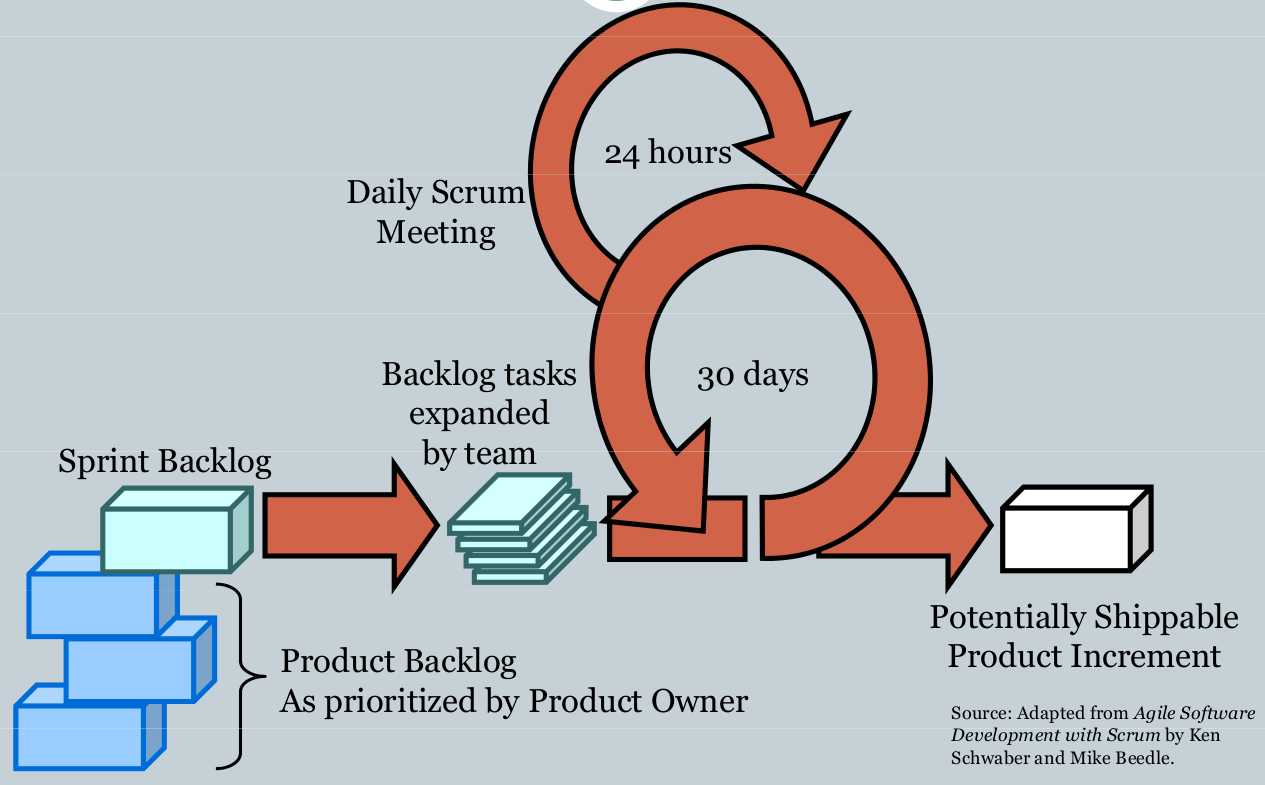 24 hours
Daily Scrum
Meeting
Backlog tasks
expanded
by team
30 days
Sprint Backlog
Product Backlog
As prioritized by Product Owner
Potentially Shippable
Product Increment
Source: Adapted from Agile Software
Development with Scrum by Ken
Schwaber and Mike Beedle.